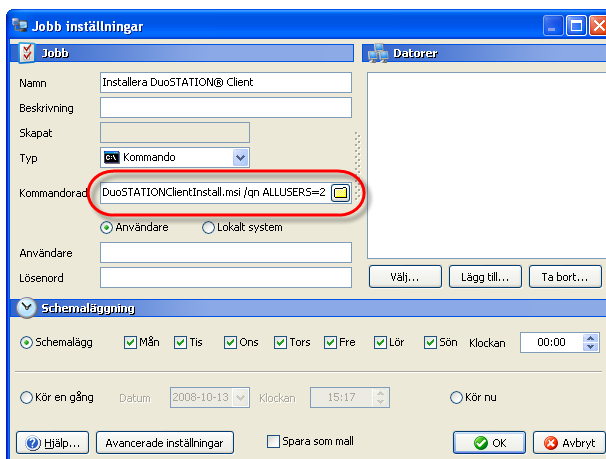 Jobb inställningar
Jobb
Namn
Installera DuoSTATION® Client
Beskrivning
Skapat
Typ
C:\ Kommando
Kommandorad
DuoSTATIONClientInstall.msi /qn ALLUSERS=2
Användare Lokalt system
Användare
Lösenord
Datorer
Välj... Lägg till... Ta bort...
Schemaläggning
Schemalägg Mån Tis Ons Tors Fre Lör Sön Klockan 00:00
Kör en gång Datum 2008-10-13 Klockan 15:17 Kör nu
Hjälp... Avancerade inställningar Spara som mall OK Avbryt